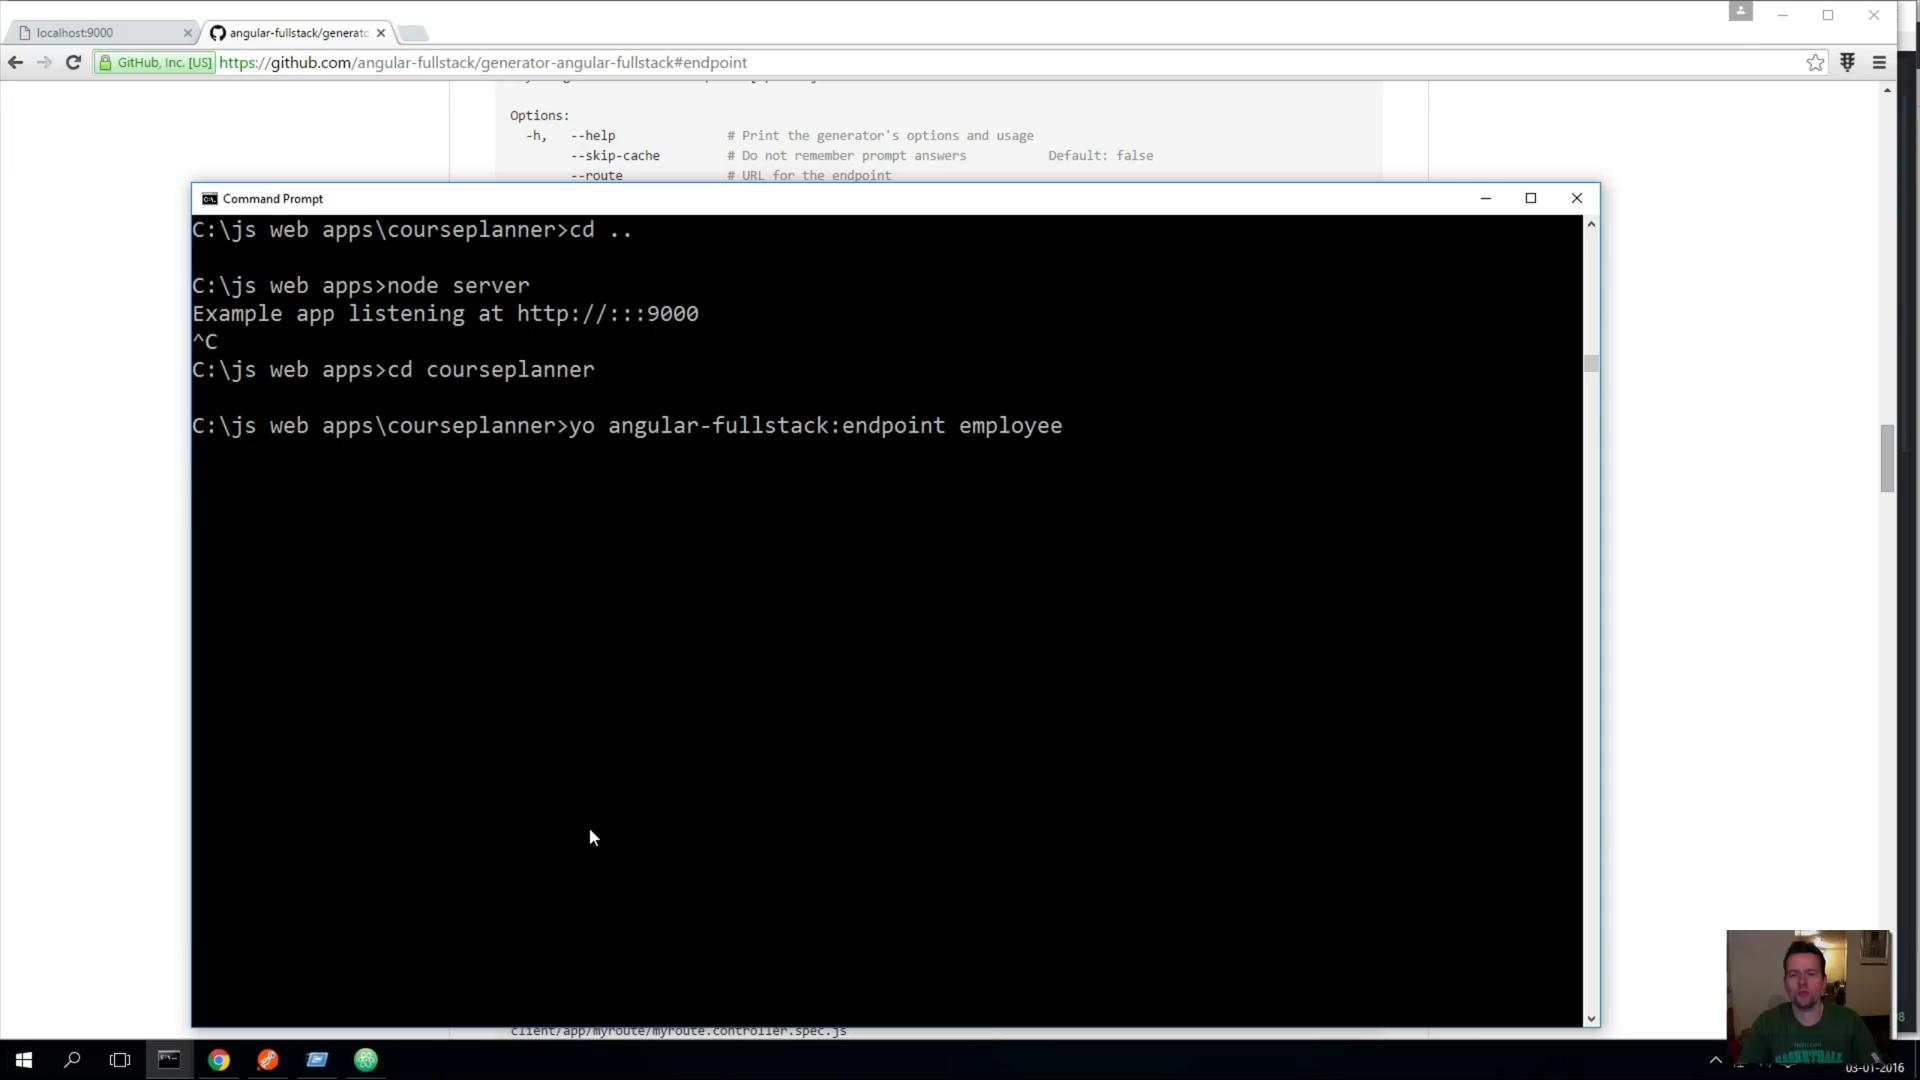 localhost:9000
angular-fullstack/generato
GitHub, Inc. [US] https://github.com/angular-fullstack/generator-angular-fullstack#endpoint
Options:
-h, --help # Print the generator's options and usage
--skip-cache # Do not remember prompt answers Default: false
--route # URL for the endpoint
Command Prompt
C:\js web apps\courseplanner>cd ..
C:\js web apps>node server
Example app listening at http://:::9000
^C
C:\js web apps>cd courseplanner
C:\js web apps\courseplanner>yo angular-fullstack:endpoint employee
client/app/myroute/myroute.controller.spec.js
BASKETBALL
03-01-2016